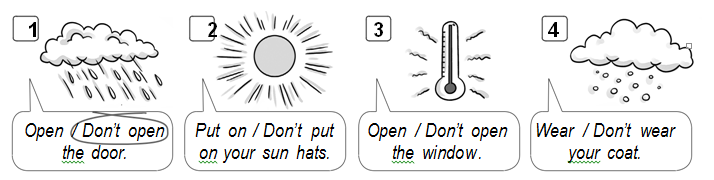 1
Open / Don't open
the door.
2
Put on / Don't put
on your sun hats.
3
Open / Don't open
the window.
4
Wear / Don't wear
your coat.